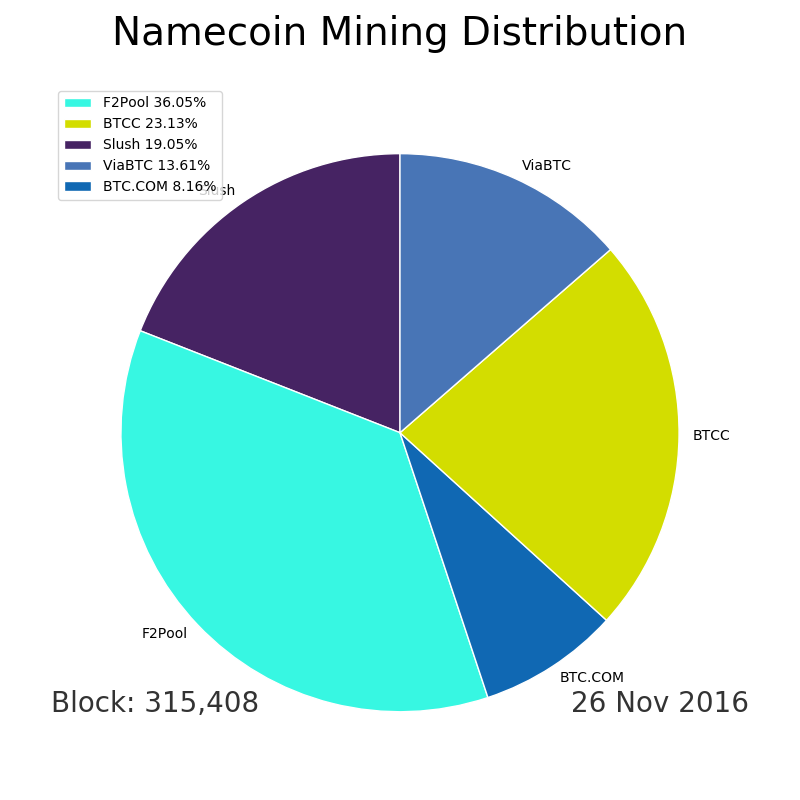 Namecoin Mining Distribution
F2Pool 36.05%
BTCC 23.13%
Slush 19.05%
ViaBTC 13.61%
BTC.COM 8.16%
Slush
ViaBTC
BTCC
F2Pool
BTC.COM
Block: 315,408
26 Nov 2016